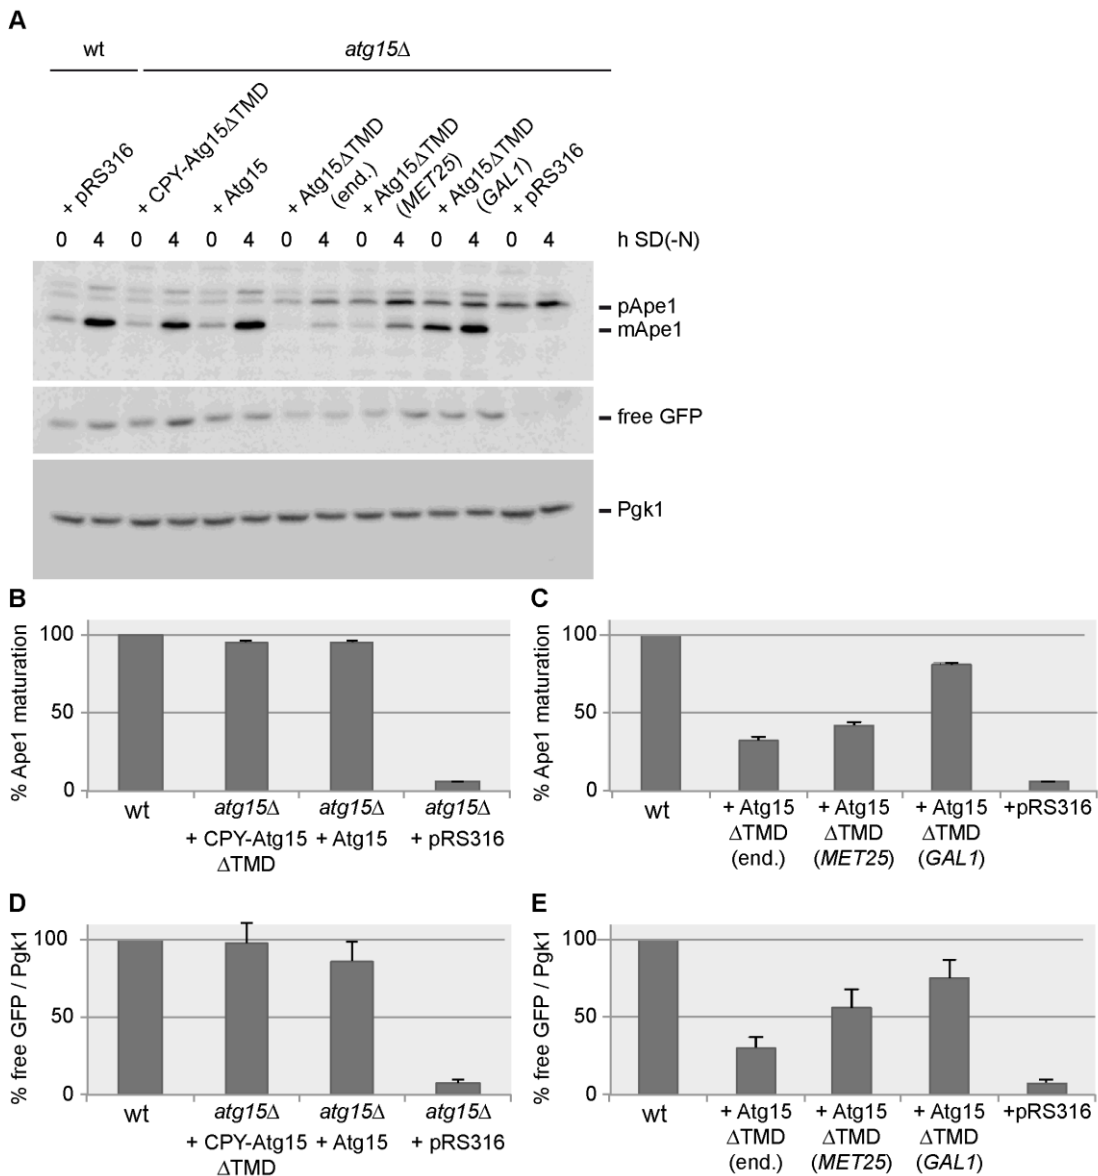 A
wt atg15Δ
+ pRS316
+ CPY-Atg15ΔTMD
+ Atg15
+ Atg15ΔTMD
(end.)
+ Atg15ΔTMD
(MET25)
+ Atg15ΔTMD
(GAL1)
+ pRS316
0 4 0 4 0 4 0 4 0 4 0 4 0 4 h SD(-N)
pApe1
mApe1
free GFP
Pgk1
B
% Ape1 maturation
100
50
0
wt atg15Δ atg15Δ atg15Δ
+ CPY-Atg15 + Atg15 + pRS316
ΔTMD
C
% Ape1 maturation
100
50
0
wt + Atg15 + Atg15 + Atg15 +pRS316
ΔTMD ΔTMD ΔTMD
(end.) (MET25) (GAL1)
D
% free GFP / Pgk1
100
50
0
wt atg15Δ atg15Δ atg15Δ
+ CPY-Atg15 + Atg15 + pRS316
ΔTMD
E
% free GFP / Pgk1
100
50
0
wt + Atg15 + Atg15 + Atg15 +pRS316
ΔTMD ΔTMD ΔTMD
(end.) (MET25) (GAL1)